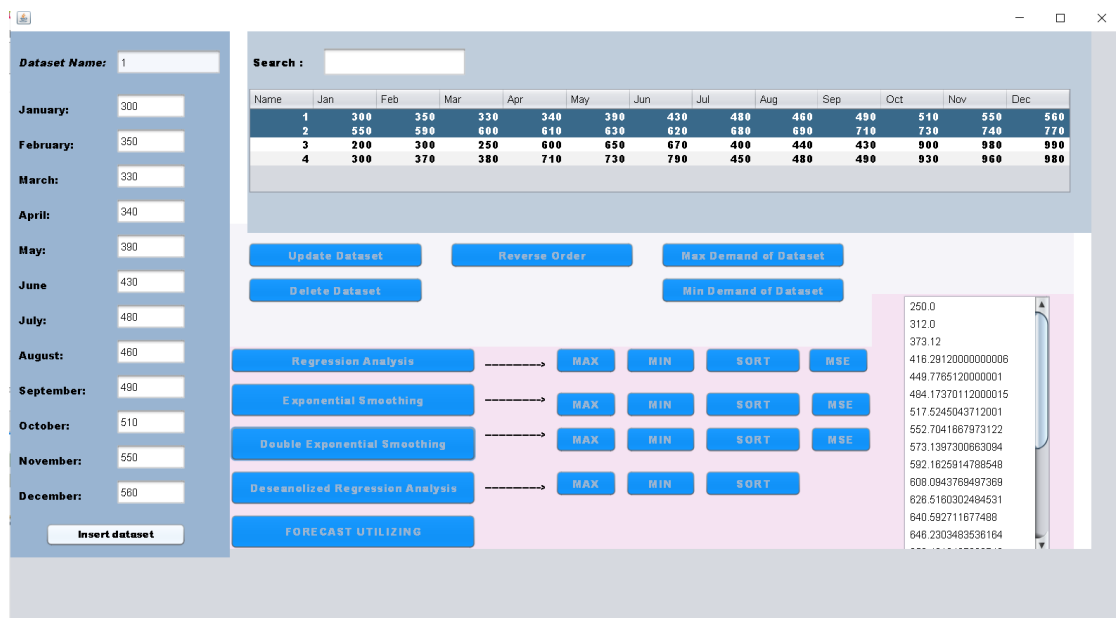 Dataset Name: 1
January: 300
February: 350
March: 330
April: 340
May: 390
June 430
July: 480
August: 460
September: 490
October: 510
November: 550
December: 560
Insert dataset
Search :
Name Jan Feb Mar Apr May Jun Jul Aug Sep Oct Nov Dec
1 300 350 330 340 390 430 480 460 490 510 550 560
2 550 590 600 610 630 620 680 690 710 730 740 770
3 200 300 250 600 650 670 400 440 430 900 980 990
4 300 370 380 710 730 790 450 480 490 930 960 980
Update Dataset Reverse Order Max Demand of Dataset
Delete Dataset Min Demand of Dataset
Regression Analysis ----------> MAX MIN SORT MSE
Exponential Smoothing ----------> MAX MIN SORT MSE
Double Exponential Smoothing ----------> MAX MIN SORT MSE
Deseanolized Regression Analysis ----------> MAX MIN SORT
FORECAST UTILIZING
250.0
312.0
373.12
416.29120000000006
449.7765120000001
484.17370112000015
517.5245043712001
552.7041667973122
573.1397300663094
592.1625914788548
608.0943769497369
626.5160302484531
640.592711677488
646.2303483536164